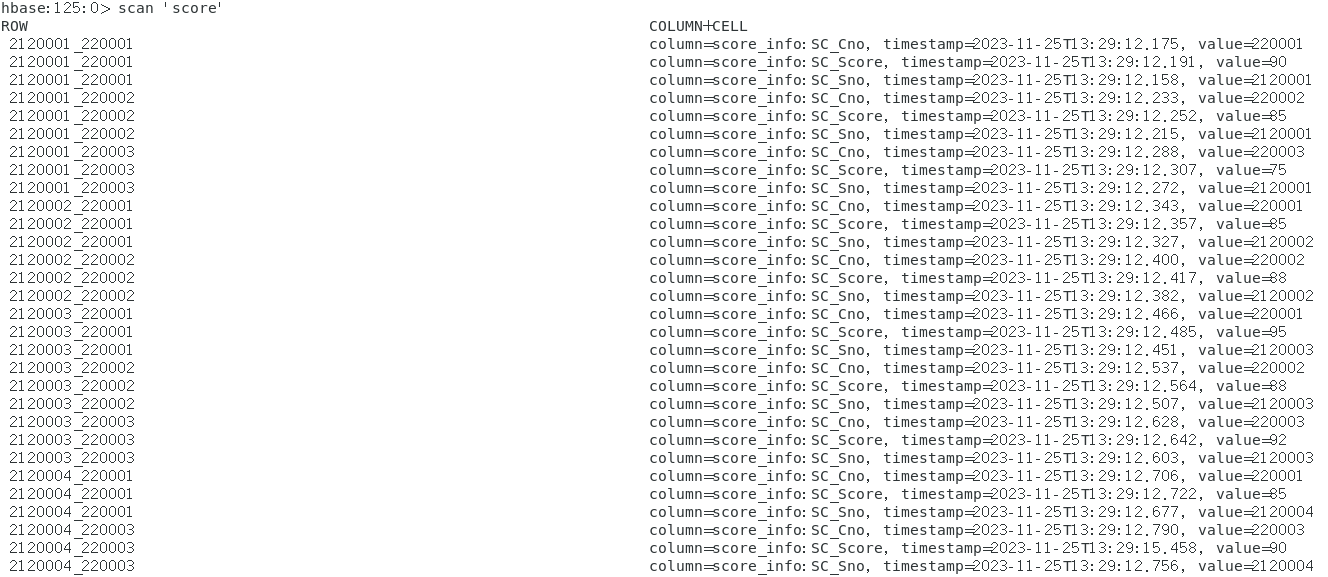 hbase:125:0> scan 'score'
ROW COLUMN+CELL
2120001_220001 column=score_info:SC_Cno, timestamp=2023-11-25T13:29:12.175, value=220001
2120001_220001 column=score_info:SC_Score, timestamp=2023-11-25T13:29:12.191, value=90
2120001_220001 column=score_info:SC_Sno, timestamp=2023-11-25T13:29:12.158, value=2120001
2120001_220002 column=score_info:SC_Cno, timestamp=2023-11-25T13:29:12.233, value=220002
2120001_220002 column=score_info:SC_Score, timestamp=2023-11-25T13:29:12.252, value=85
2120001_220002 column=score_info:SC_Sno, timestamp=2023-11-25T13:29:12.215, value=2120001
2120001_220003 column=score_info:SC_Cno, timestamp=2023-11-25T13:29:12.288, value=220003
2120001_220003 column=score_info:SC_Score, timestamp=2023-11-25T13:29:12.307, value=75
2120001_220003 column=score_info:SC_Sno, timestamp=2023-11-25T13:29:12.272, value=2120001
2120002_220001 column=score_info:SC_Cno, timestamp=2023-11-25T13:29:12.343, value=220001
2120002_220001 column=score_info:SC_Score, timestamp=2023-11-25T13:29:12.357, value=85
2120002_220001 column=score_info:SC_Sno, timestamp=2023-11-25T13:29:12.327, value=2120002
2120002_220002 column=score_info:SC_Cno, timestamp=2023-11-25T13:29:12.400, value=220002
2120002_220002 column=score_info:SC_Score, timestamp=2023-11-25T13:29:12.417, value=88
2120002_220002 column=score_info:SC_Sno, timestamp=2023-11-25T13:29:12.382, value=2120002
2120003_220001 column=score_info:SC_Cno, timestamp=2023-11-25T13:29:12.466, value=220001
2120003_220001 column=score_info:SC_Score, timestamp=2023-11-25T13:29:12.485, value=95
2120003_220001 column=score_info:SC_Sno, timestamp=2023-11-25T13:29:12.451, value=2120003
2120003_220002 column=score_info:SC_Cno, timestamp=2023-11-25T13:29:12.537, value=220002
2120003_220002 column=score_info:SC_Score, timestamp=2023-11-25T13:29:12.564, value=88
2120003_220002 column=score_info:SC_Sno, timestamp=2023-11-25T13:29:12.507, value=2120003
2120003_220003 column=score_info:SC_Cno, timestamp=2023-11-25T13:29:12.628, value=220003
2120003_220003 column=score_info:SC_Score, timestamp=2023-11-25T13:29:12.642, value=92
2120003_220003 column=score_info:SC_Sno, timestamp=2023-11-25T13:29:12.603, value=2120003
2120004_220001 column=score_info:SC_Cno, timestamp=2023-11-25T13:29:12.706, value=220001
2120004_220001 column=score_info:SC_Score, timestamp=2023-11-25T13:29:12.722, value=85
2120004_220001 column=score_info:SC_Sno, timestamp=2023-11-25T13:29:12.677, value=2120004
2120004_220003 column=score_info:SC_Cno, timestamp=2023-11-25T13:29:12.790, value=220003
2120004_220003 column=score_info:SC_Score, timestamp=2023-11-25T13:29:15.458, value=90
2120004_220003 column=score_info:SC_Sno, timestamp=2023-11-25T13:29:12.756, value=2120004